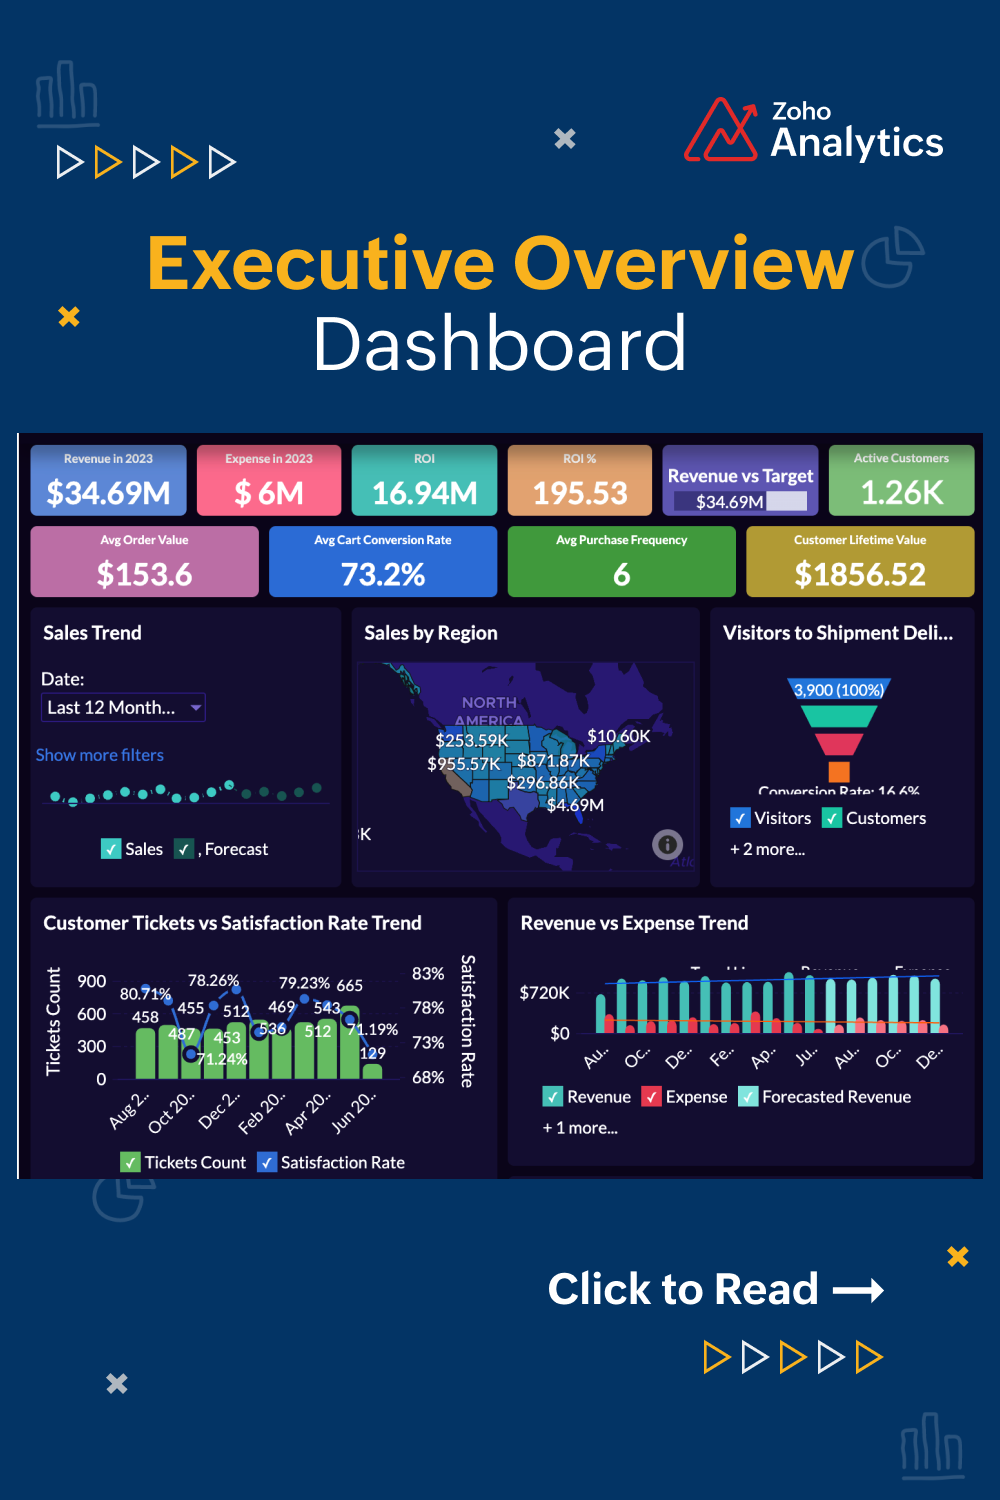 Zoho
Analytics
Executive Overview
Dashboard
Revenue in 2023
$34.69M
Expense in 2023
$ 6M
ROI
16.94M
ROI %
195.53
Revenue vs Target
$34.69M
Active Customers
1.26K
Avg Order Value
$153.6
Avg Cart Conversion Rate
73.2%
Avg Purchase Frequency
6
Customer Lifetime Value
$1856.52
Sales Trend
Date:
Last 12 Month...
Show more filters
Sales
, Forecast
Sales by Region
NORTH
AMERICA
$253.59K
$10.60K
$955.57K
$871.87K
$296.86K
$4.69M
K
Visitors to Shipment Deli...
3,900 (100%)
Conversion Rate: 16.6%
Visitors
Customers
+ 2 more...
Customer Tickets vs Satisfaction Rate Trend
Tickets Count
900
600
300
0
80.71%
458
455
487
78.26%
512
453
71.24%
469
536
79.23%
543
512
665
71.19%
129
83%
78%
73%
68%
Satisfaction Rate
Aug 2..
Oct 20..
Dec 2..
Feb 20..
Apr 20..
Jun 20..
Tickets Count
Satisfaction Rate
Revenue vs Expense Trend
$720K
$0
Au..
Oc..
De..
Fe..
Ap..
Ju..
Au..
Oc..
De..
Revenue
Expense
Forecasted Revenue
+ 1 more...
Click to Read